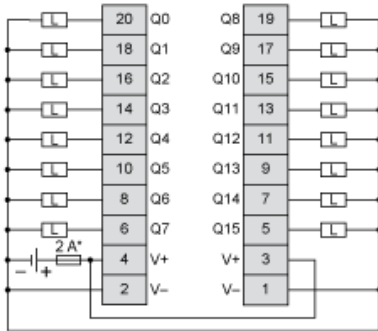 L 20 Q0 Q8 19 L
L 18 Q1 Q9 17 L
L 16 Q2 Q10 15 L
L 14 Q3 Q11 13 L
L 12 Q4 Q12 11 L
L 10 Q5 Q13 9 L
L 8 Q6 Q14 7 L
L 6 Q7 Q15 5 L
2 A*
− + 4 V+ V+ 3
2 V− V− 1